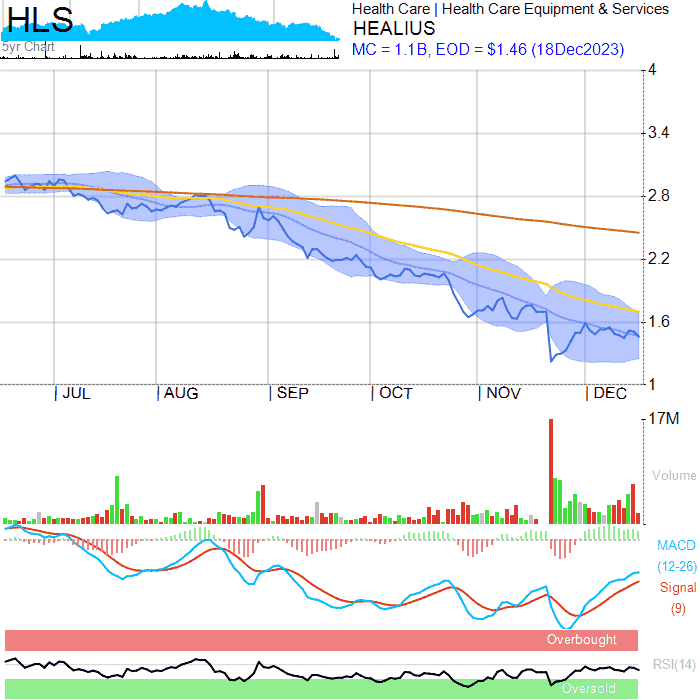 HLS
5yr Chart
Health Care | Health Care Equipment & Services
HEALIUS
MC = 1.1B, EOD = $1.46 (18Dec2023)
4
3.4
2.8
2.2
1.6
1
| JUL | AUG | SEP | OCT | NOV | DEC
17M
Volume
MACD
(12-26)
Signal
(9)
Overbought
RSI(14)
Oversold